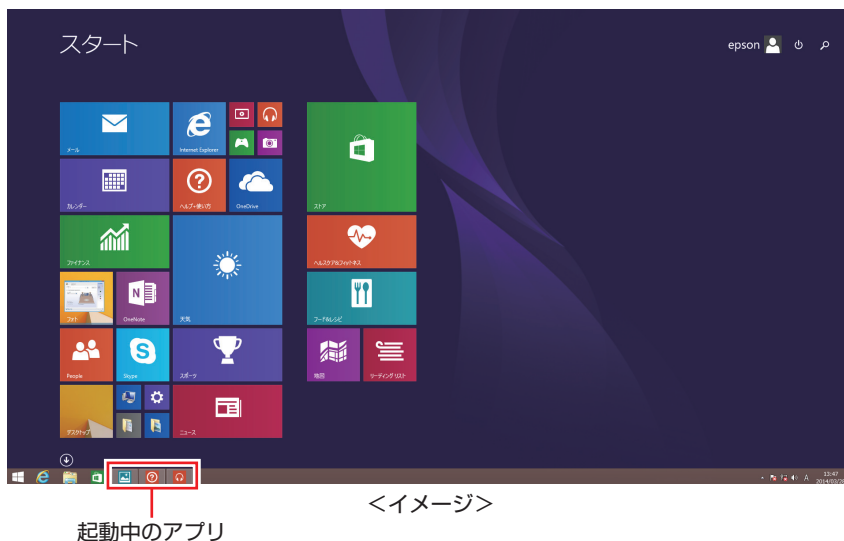 スタート
epson
メール
Internet Explorer
カレンダー
ヘルプ+使い方
OneDrive
ストア
ファイナンス
ヘルスケア&フィットネス
フォト
OneNote
天気
フード&レシピ
People
Skype
スポーツ
地図
リーディング リスト
デスクトップ
ニュース
A
13:47
<イメージ>
起動中のアプリ